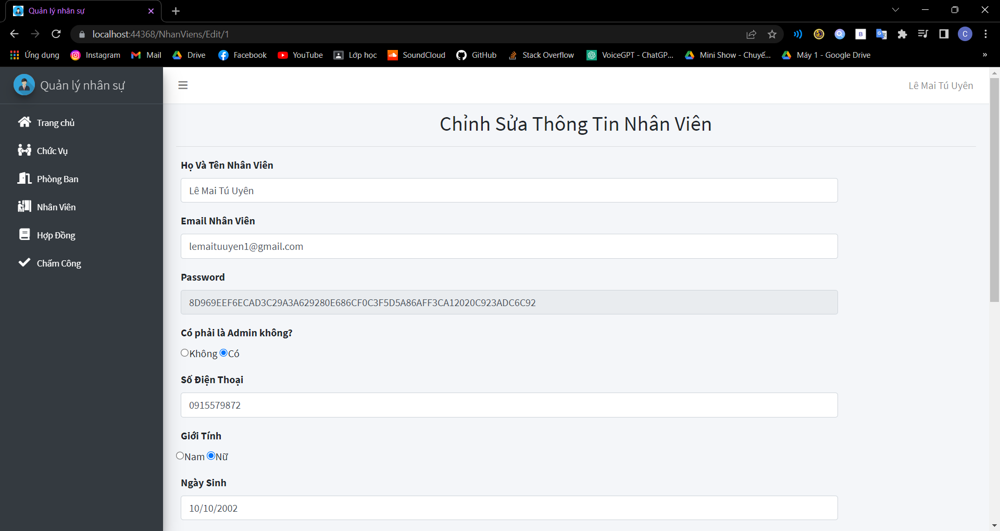 Quản lý nhân sự
localhost:44368/NhanViens/Edit/1
C
Ứng dụng Instagram Mail Drive Facebook YouTube Lớp học SoundCloud GitHub Stack Overflow VoiceGPT - ChatGP... Mini Show - Chuyế... Máy 1 - Google Drive »
Quản lý nhân sự
Lê Mai Tú Uyên
Trang chủ
Chức Vụ
Phòng Ban
Nhân Viên
Hợp Đồng
Chấm Công
Chỉnh Sửa Thông Tin Nhân Viên
Họ Và Tên Nhân Viên
Lê Mai Tú Uyên
Email Nhân Viên
lemaituuyen1@gmail.com
Password
8D969EEF6ECAD3C29A3A629280E686CF0C3F5D5A86AFF3CA12020C923ADC6C92
Có phải là Admin không?
Không Có
Số Điện Thoại
0915579872
Giới Tính
Nam Nữ
Ngày Sinh
10/10/2002